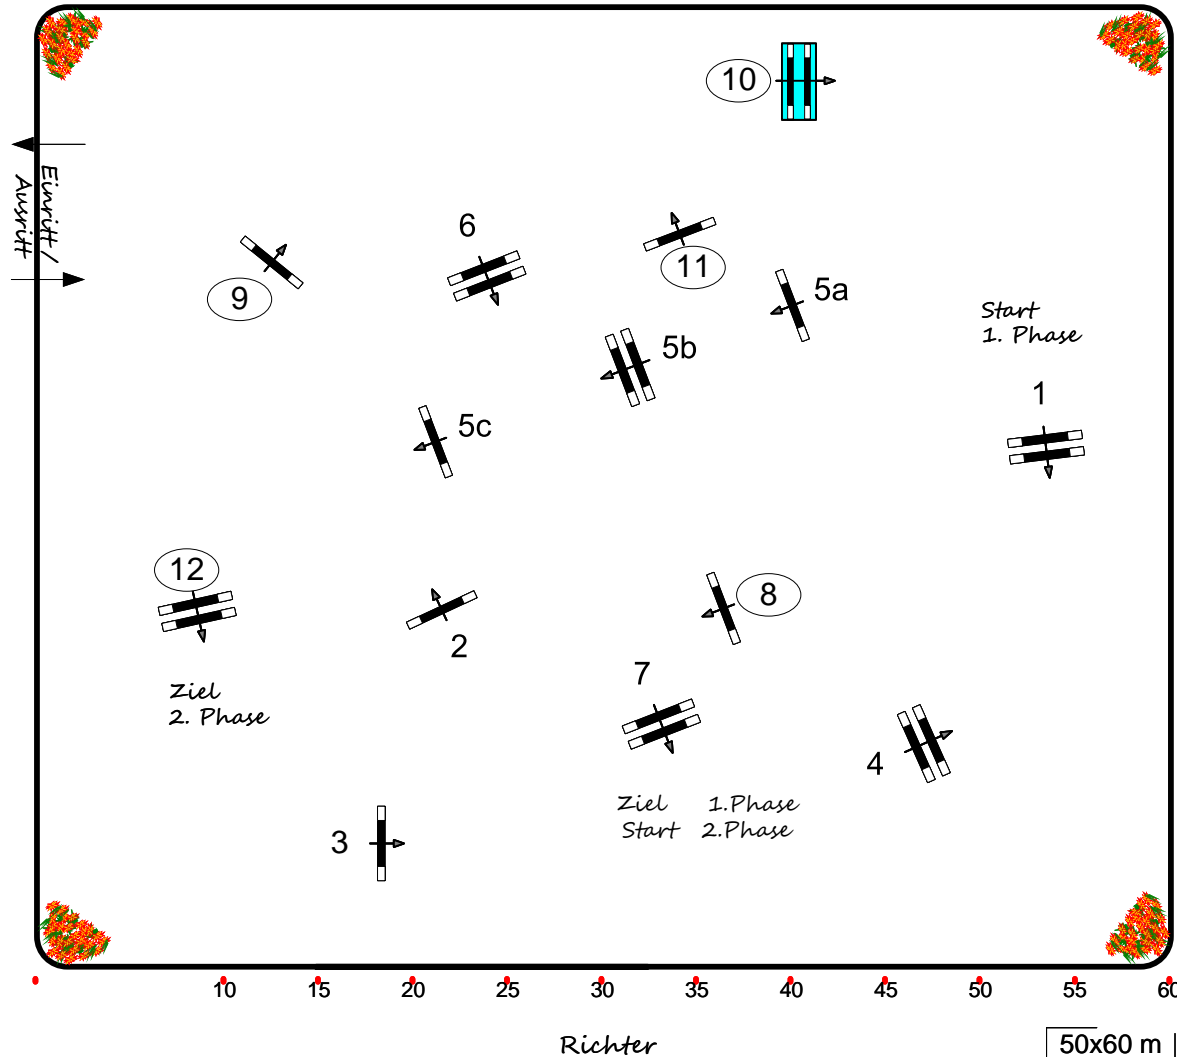 10
Einritt /
Ausritt
6
11
9
5a
Start
1. Phase
5b
1
5c
12
8
2
7
Ziel
2. Phase
4
Ziel 1.Phase
Start 2.Phase
3
10 15 20 25 30 35 40 45 50 55 60
Richter
50x60 m